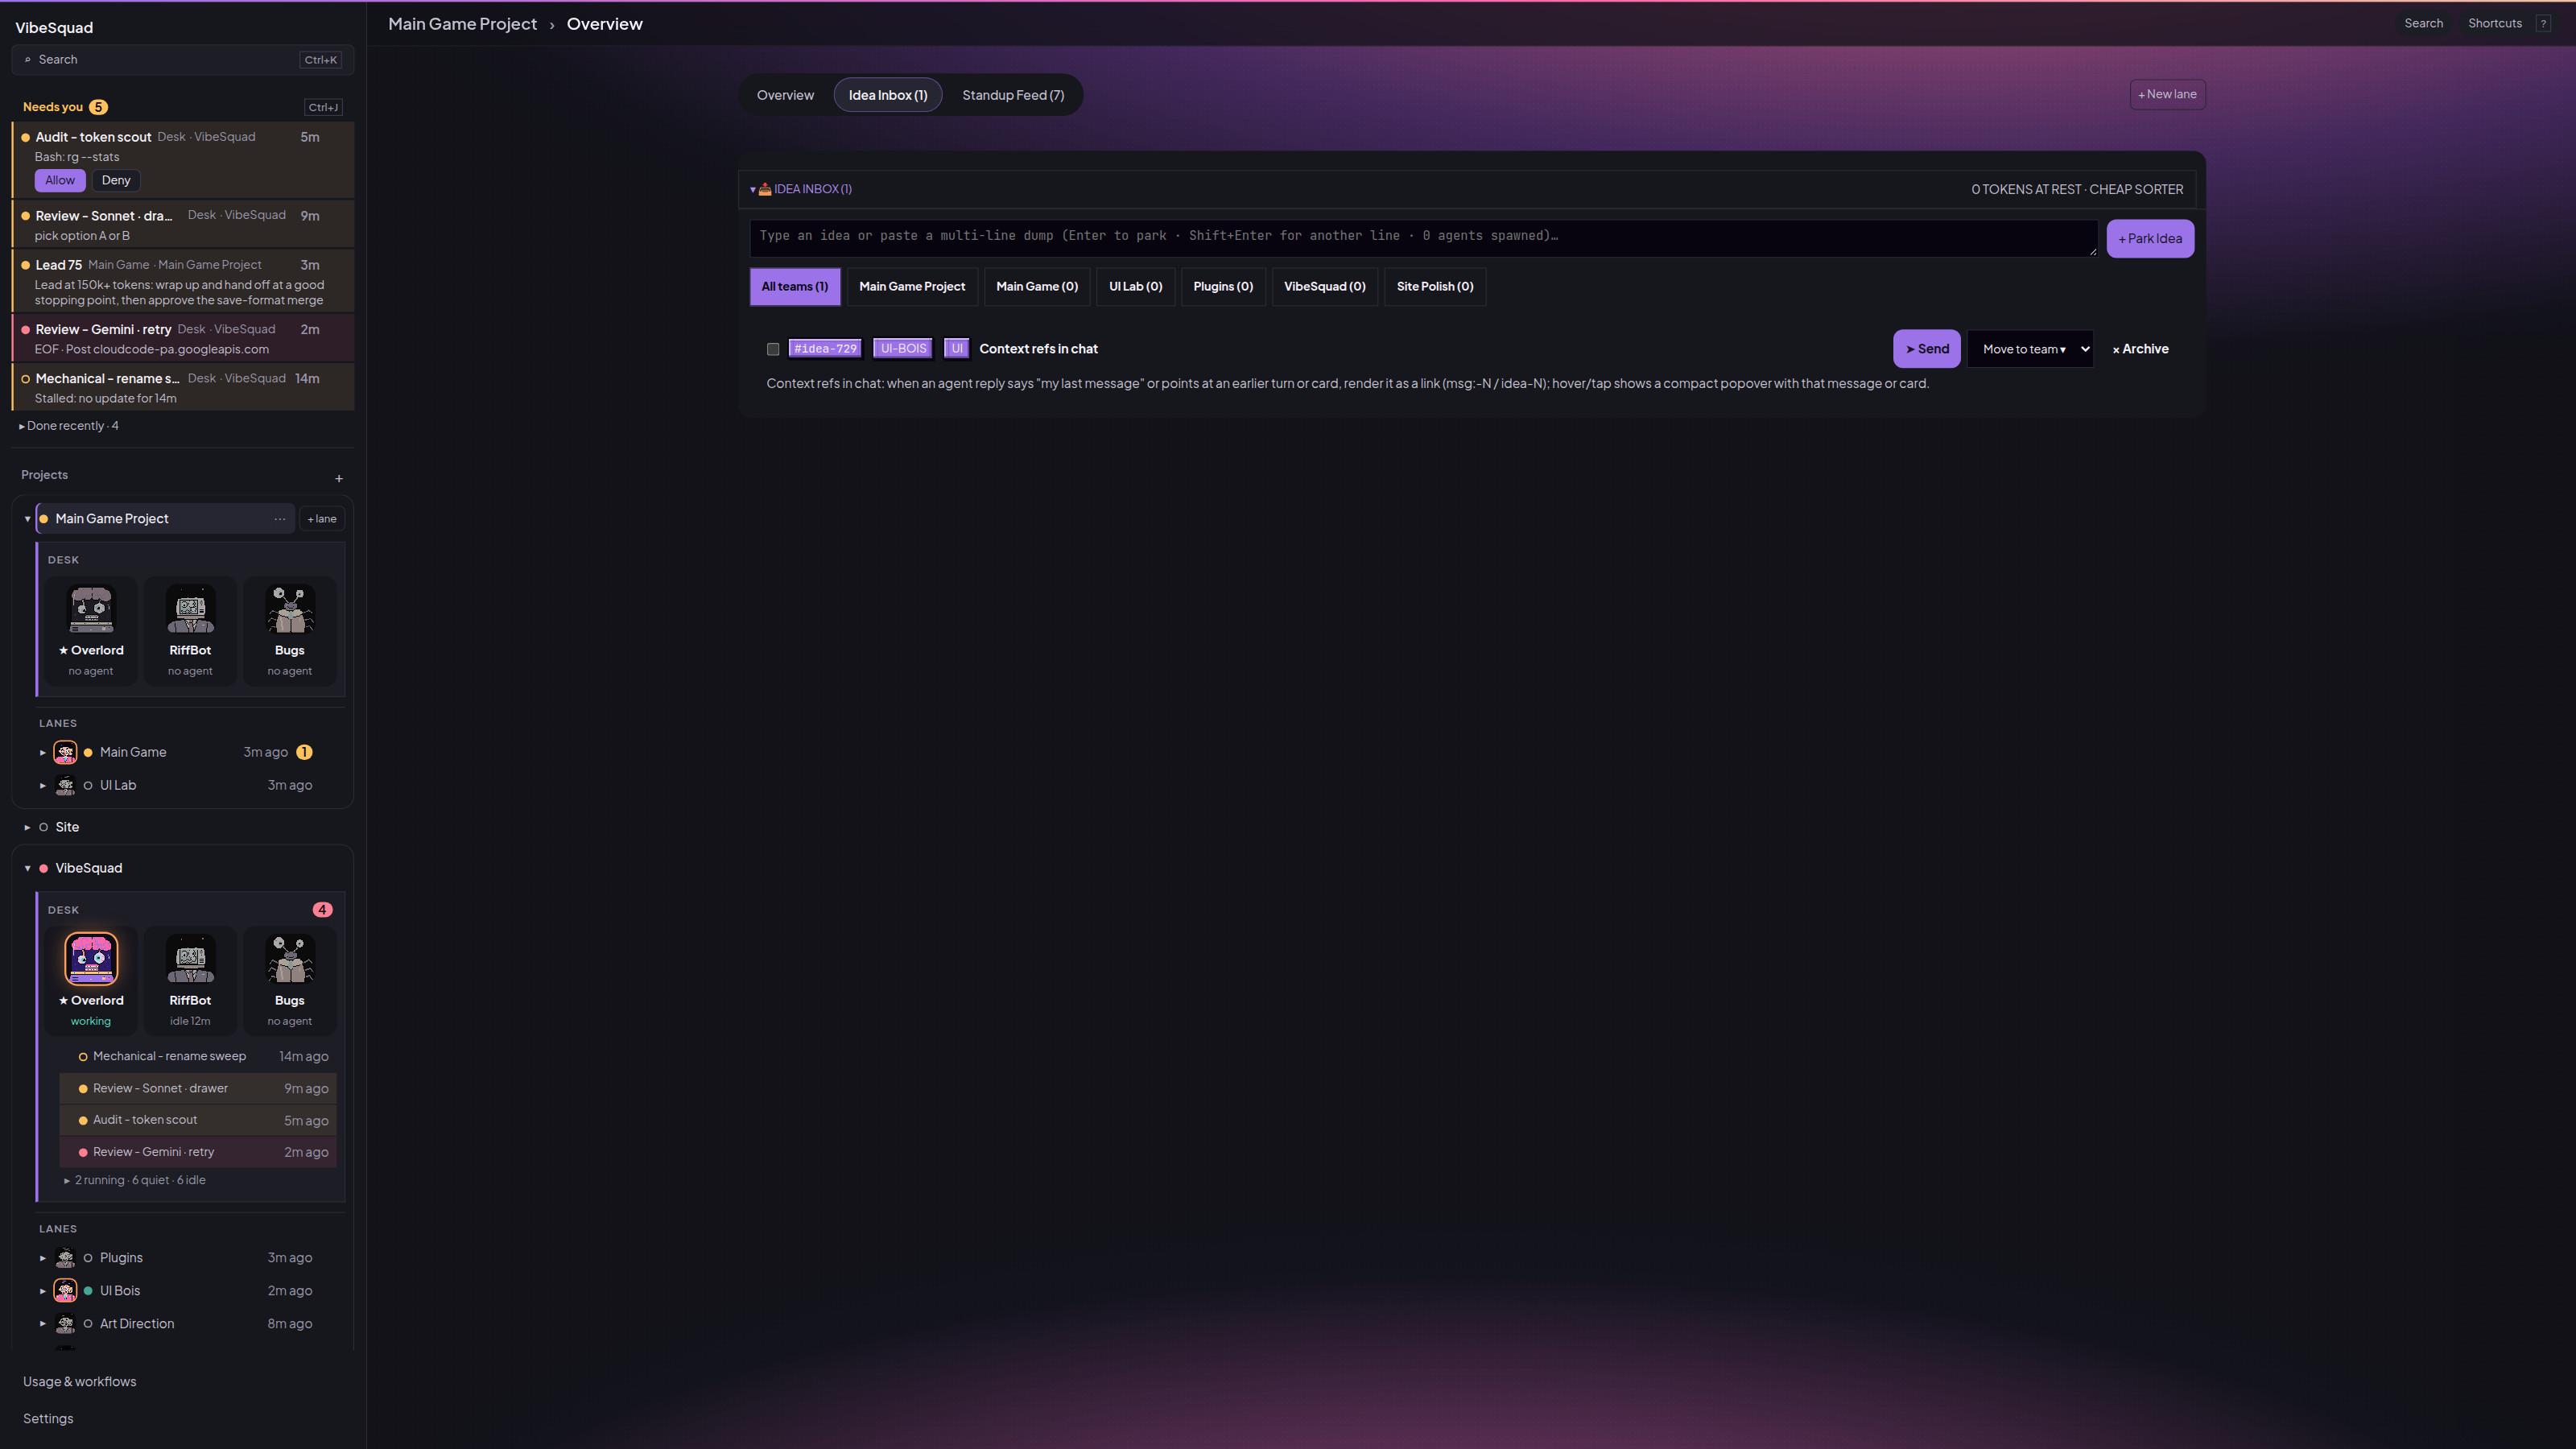 VibeSquad
Search Ctrl+K
Needs you 5 Ctrl+J
Audit - token scout Desk · VibeSquad 5m
Bash: rg --stats
Allow Deny
Review - Sonnet · dra... Desk · VibeSquad 9m
pick option A or B
Lead 75 Main Game · Main Game Project 3m
Lead at 150k+ tokens: wrap up and hand off at a good
stopping point, then approve the save-format merge
Review - Gemini · retry Desk · VibeSquad 2m
EOF · Post cloudcode-pa.googleapis.com
Mechanical - rename s... Desk · VibeSquad 14m
Stalled: no update for 14m
▸ Done recently · 4
Projects +
▾ Main Game Project ··· + lane
DESK
★ Overlord RiffBot Bugs
no agent no agent no agent
LANES
▸ Main Game 3m ago 1
▸ UI Lab 3m ago
▸ Site
▾ VibeSquad
DESK 4
★ Overlord RiffBot Bugs
working idle 12m no agent
Mechanical - rename sweep 14m ago
Review - Sonnet · drawer 9m ago
Audit - token scout 5m ago
Review - Gemini · retry 2m ago
▸ 2 running · 6 quiet · 6 idle
LANES
▸ Plugins 3m ago
▸ UI Bois 2m ago
▸ Art Direction 8m ago
Usage & workflows
Settings
Main Game Project › Overview
Search Shortcuts ?
Overview Idea Inbox (1) Standup Feed (7)
+ New lane
▾ 📥 IDEA INBOX (1) 0 TOKENS AT REST · CHEAP SORTER
Type an idea or paste a multi-line dump (Enter to park · Shift+Enter for another line · 0 agents spawned)…
+ Park Idea
All teams (1) Main Game Project Main Game (0) UI Lab (0) Plugins (0) VibeSquad (0) Site Polish (0)
#idea-729 UI-BOIS UI Context refs in chat
➤ Send Move to team ▾ × Archive
Context refs in chat: when an agent reply says "my last message" or points at an earlier turn or card, render it as a link (msg:-N / idea-N); hover/tap shows a compact popover with that message or card.